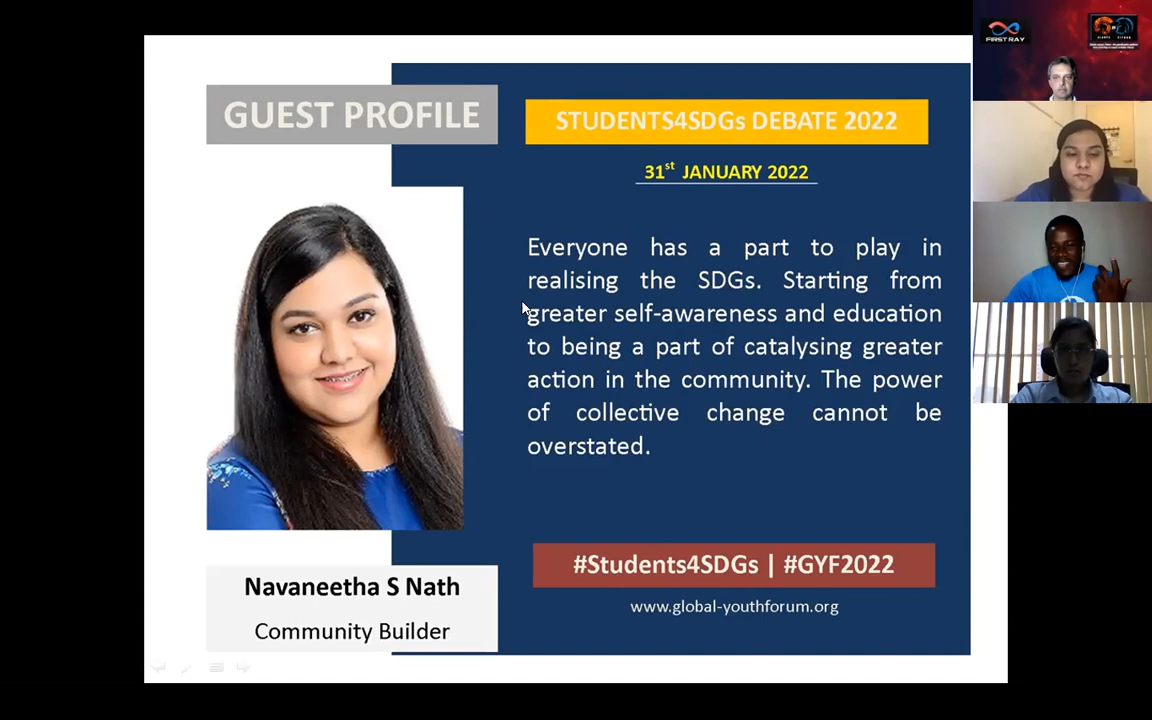 GUEST PROFILE
STUDENTS4SDGs DEBATE 2022
31st JANUARY 2022
Everyone has a part to play in
realising the SDGs. Starting from
greater self-awareness and education
to being a part of catalysing greater
action in the community. The power
of collective change cannot be
overstated.
Navaneetha S Nath
Community Builder
#Students4SDGs | #GYF2022
www.global-youthforum.org
FIRST RAY